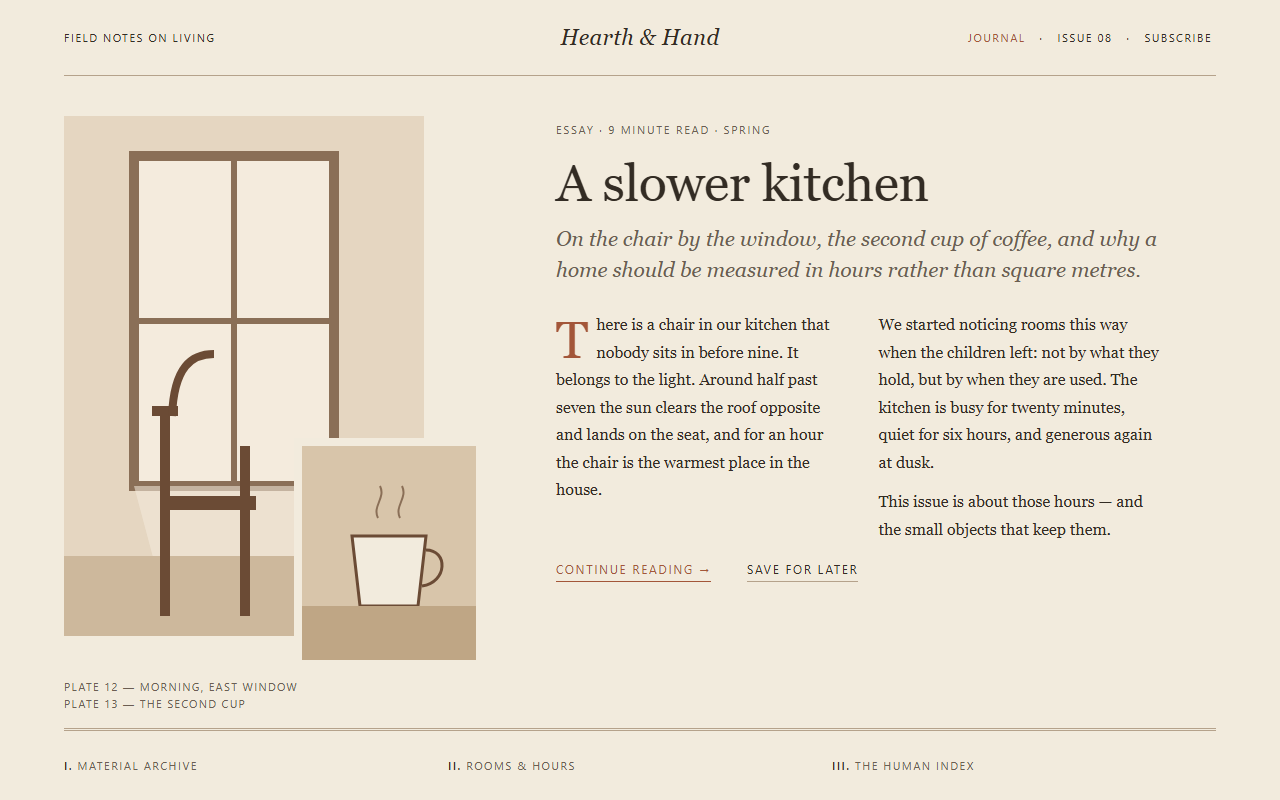 FIELD NOTES ON LIVING
Hearth & Hand
JOURNAL · ISSUE 08 · SUBSCRIBE
ESSAY · 9 MINUTE READ · SPRING
A slower kitchen
On the chair by the window, the second cup of coffee, and why a
home should be measured in hours rather than square metres.
There is a chair in our kitchen that
nobody sits in before nine. It
belongs to the light. Around half past
seven the sun clears the roof opposite
and lands on the seat, and for an hour
the chair is the warmest place in the
house.
We started noticing rooms this way
when the children left: not by what they
hold, but by when they are used. The
kitchen is busy for twenty minutes,
quiet for six hours, and generous again
at dusk.
This issue is about those hours — and
the small objects that keep them.
CONTINUE READING →
SAVE FOR LATER
PLATE 12 — MORNING, EAST WINDOW
PLATE 13 — THE SECOND CUP
I. MATERIAL ARCHIVE
II. ROOMS & HOURS
III. THE HUMAN INDEX